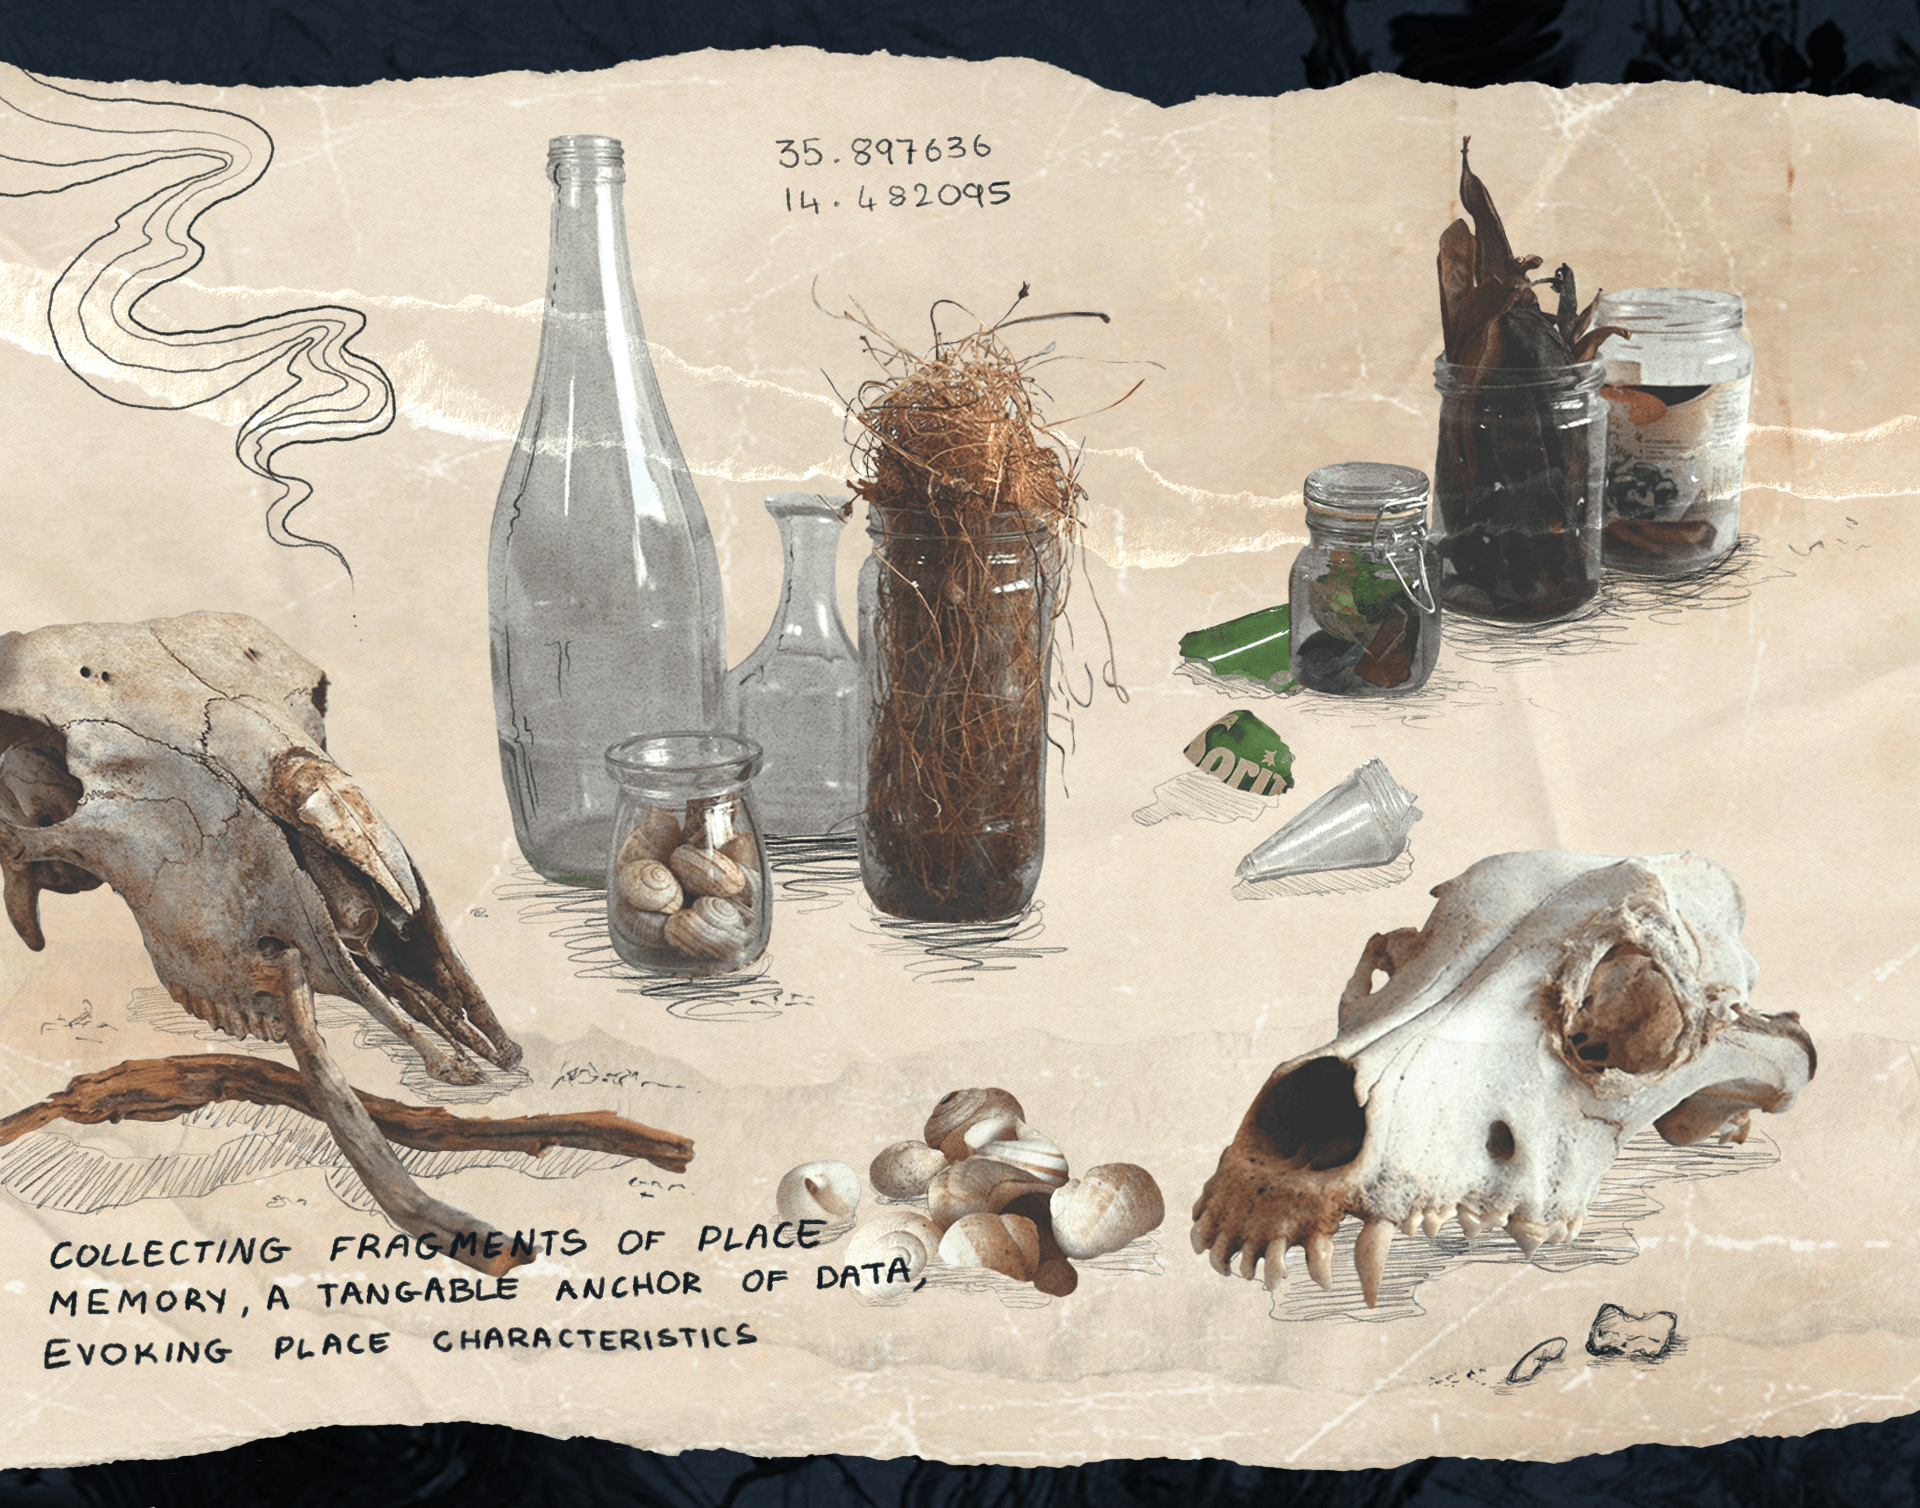 35.897636
14.482095
COLLECTING FRAGMENTS OF PLACE
MEMORY, A TANGABLE ANCHOR OF DATA,
EVOKING PLACE CHARACTERISTICS